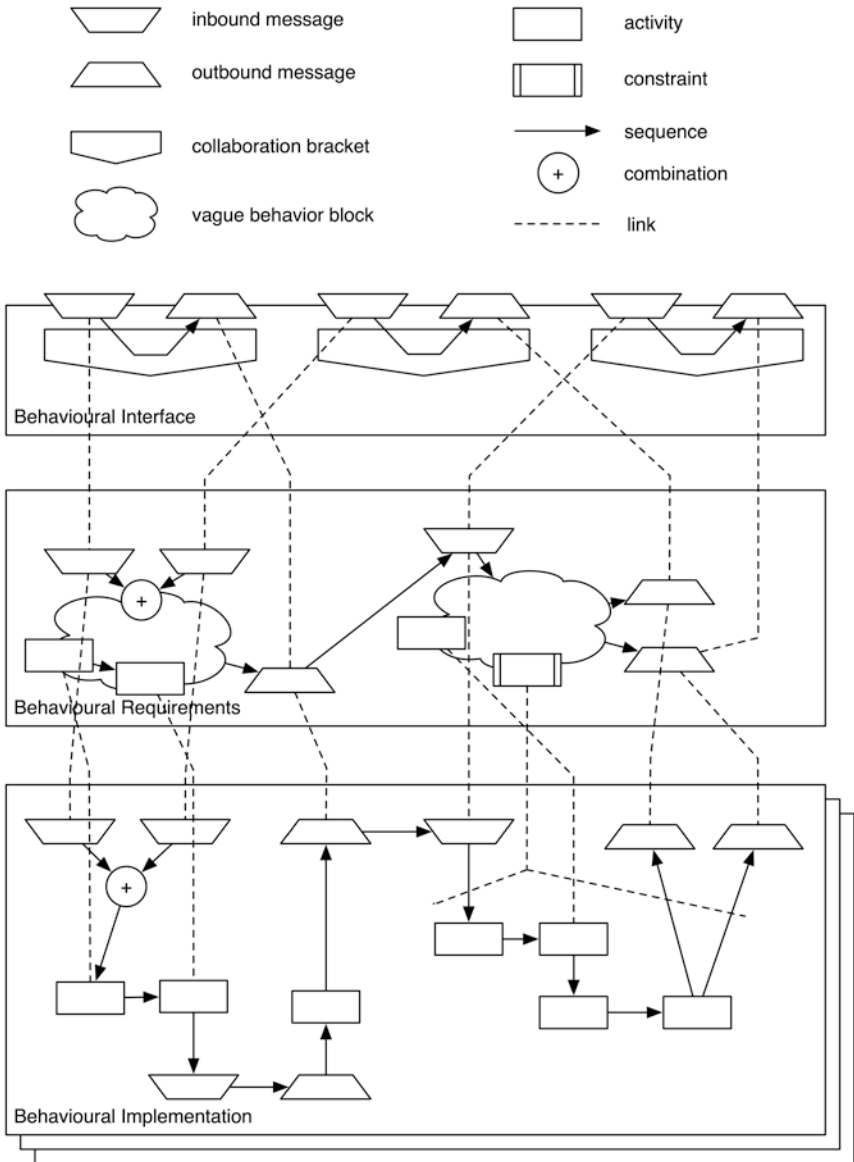 inbound message
activity
outbound message
constraint
sequence
collaboration bracket
+
combination
vague behavior block
link
Behavioural Interface
+
Behavioural Requirements
+
Behavioural Implementation